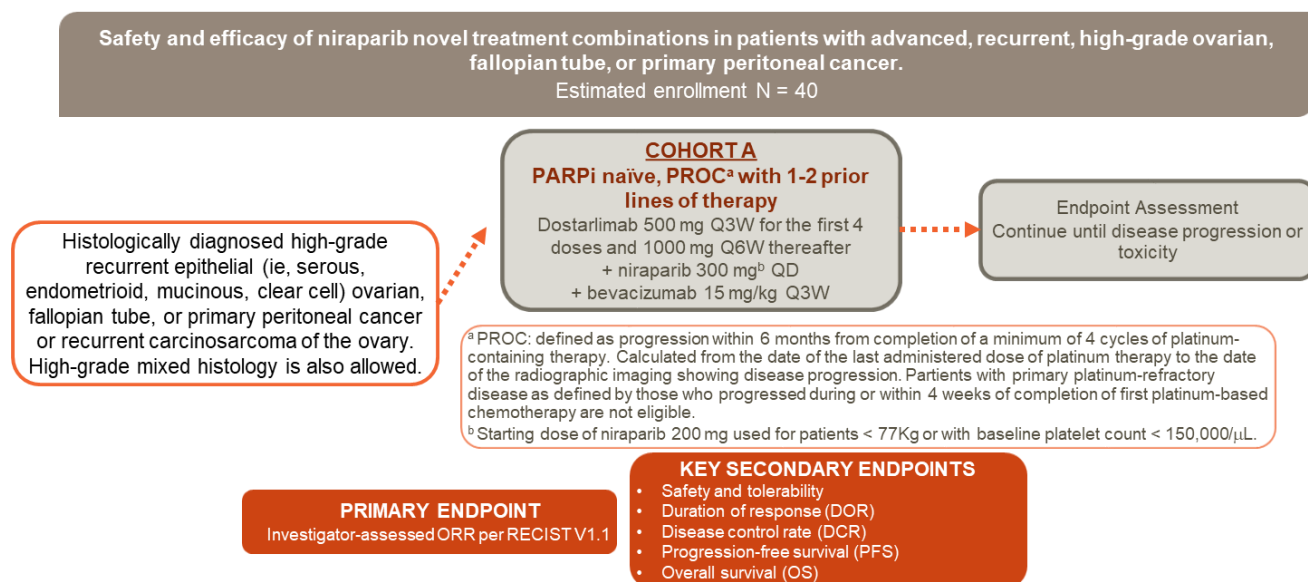 Safety and efficacy of niraparib novel treatment combinations in patients with advanced, recurrent, high-grade ovarian,
fallopian tube, or primary peritoneal cancer.
Estimated enrollment N = 40
Histologically diagnosed high-grade
recurrent epithelial (ie, serous,
endometrioid, mucinous, clear cell) ovarian,
fallopian tube, or primary peritoneal cancer
or recurrent carcinosarcoma of the ovary.
High-grade mixed histology is also allowed.
COHORT A
PARPi naïve, PROCᵃ with 1-2 prior
lines of therapy
Dostarlimab 500 mg Q3W for the first 4
doses and 1000 mg Q6W thereafter
+ niraparib 300 mgᵇ QD
+ bevacizumab 15 mg/kg Q3W
Endpoint Assessment
Continue until disease progression or
toxicity
ᵃ PROC: defined as progression within 6 months from completion of a minimum of 4 cycles of platinum-
containing therapy. Calculated from the date of the last administered dose of platinum therapy to the date
of the radiographic imaging showing disease progression. Partients with primary platinum-refractory
disease as defined by those who progressed during or within 4 weeks of completion of first platinum-based
chemotherapy are not eligible.
ᵇ Starting dose of niraparib 200 mg used for patients < 77Kg or with baseline platelet count < 150,000/μL.
PRIMARY ENDPOINT
Investigator-assessed ORR per RECIST V1.1
KEY SECONDARY ENDPOINTS
• Safety and tolerability
• Duration of response (DOR)
• Disease control rate (DCR)
• Progression-free survival (PFS)
• Overall survival (OS)